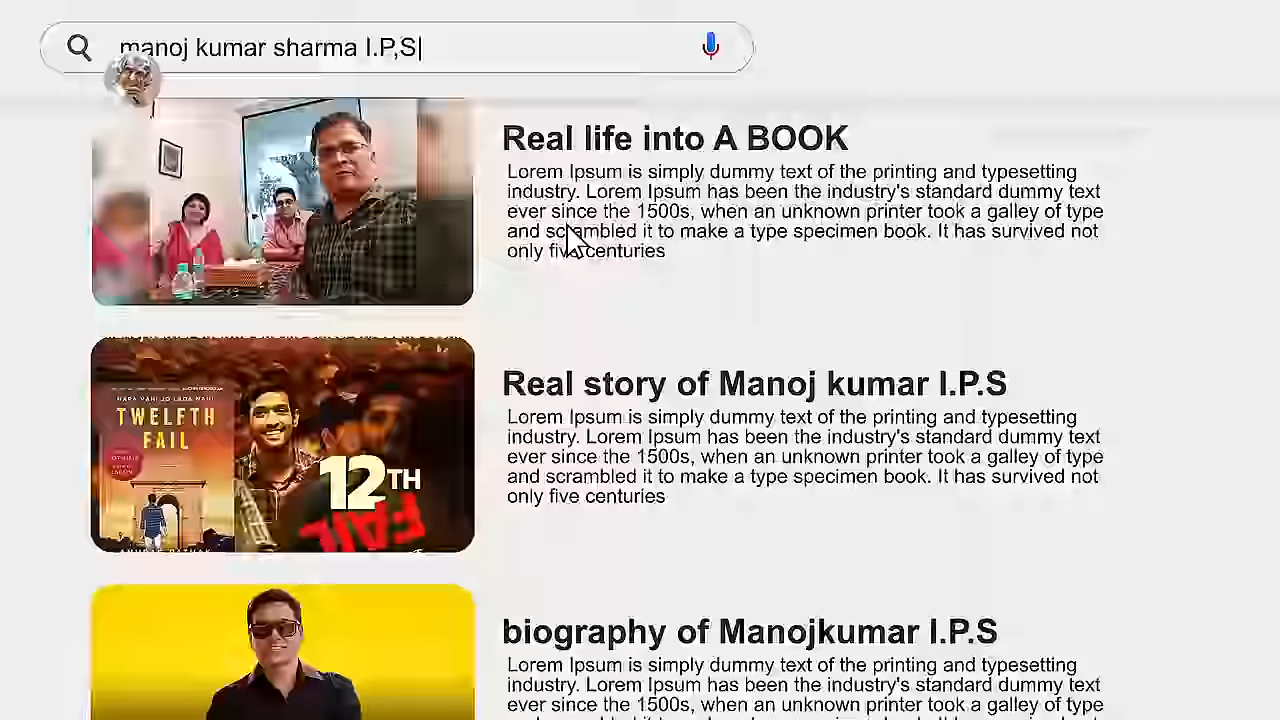 manoj kumar sharma I.P,S
Real life into A BOOK
Lorem Ipsum is simply dummy text of the printing and typesetting
industry. Lorem Ipsum has been the industry's standard dummy text
ever since the 1500s, when an unknown printer took a galley of type
and scrambled it to make a type specimen book. It has survived not
only five centuries
Real story of Manoj kumar I.P.S
Lorem Ipsum is simply dummy text of the printing and typesetting
industry. Lorem Ipsum has been the industry's standard dummy text
ever since the 1500s, when an unknown printer took a galley of type
and scrambled it to make a type specimen book. It has survived not
only five centuries
TWELFTH
FAIL
12TH
FAIL
biography of Manojkumar I.P.S
Lorem Ipsum is simply dummy text of the printing and typesetting
industry. Lorem Ipsum has been the industry's standard dummy text
ever since the 1500s, when an unknown printer took a galley of type